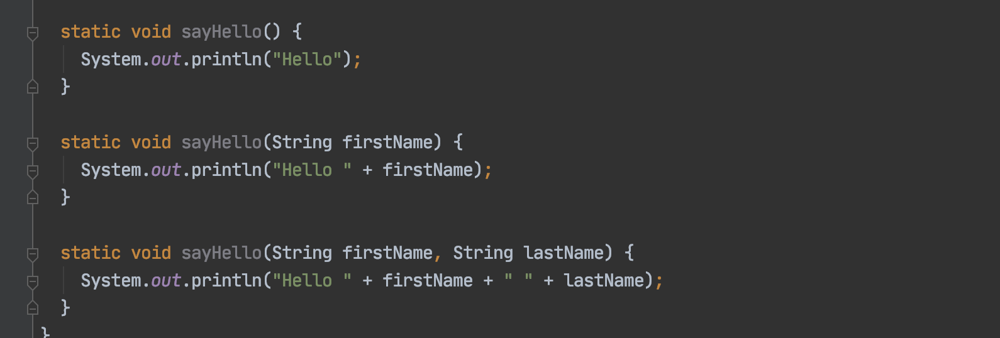 static void sayHello() {
System.out.println("Hello");
}
static void sayHello(String firstName) {
System.out.println("Hello " + firstName);
}
static void sayHello(String firstName, String lastName) {
System.out.println("Hello " + firstName + " " + lastName);
}
}